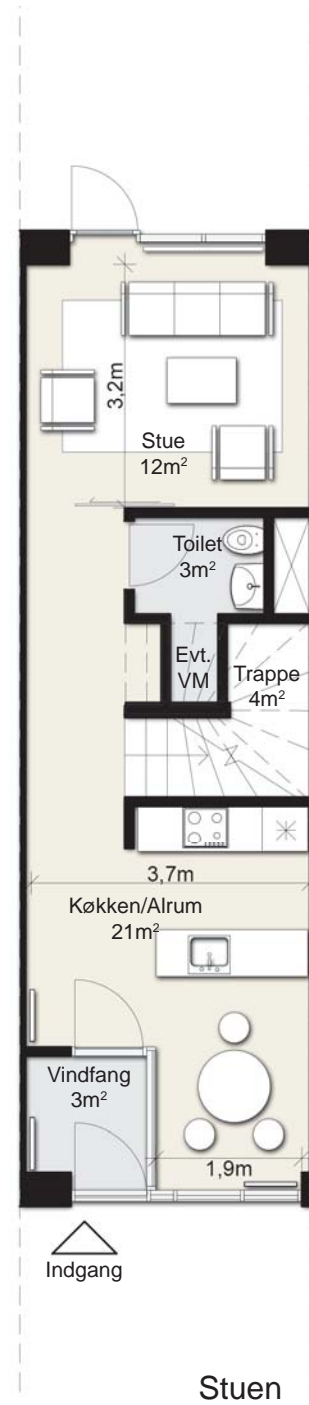 3,2m
Stue
12m²
Toilet
3m²
Evt.
VM
Trappe
4m²
3,7m
Køkken/Alrum
21m²
Vindfang
3m²
1,9m
Indgang
Stuen